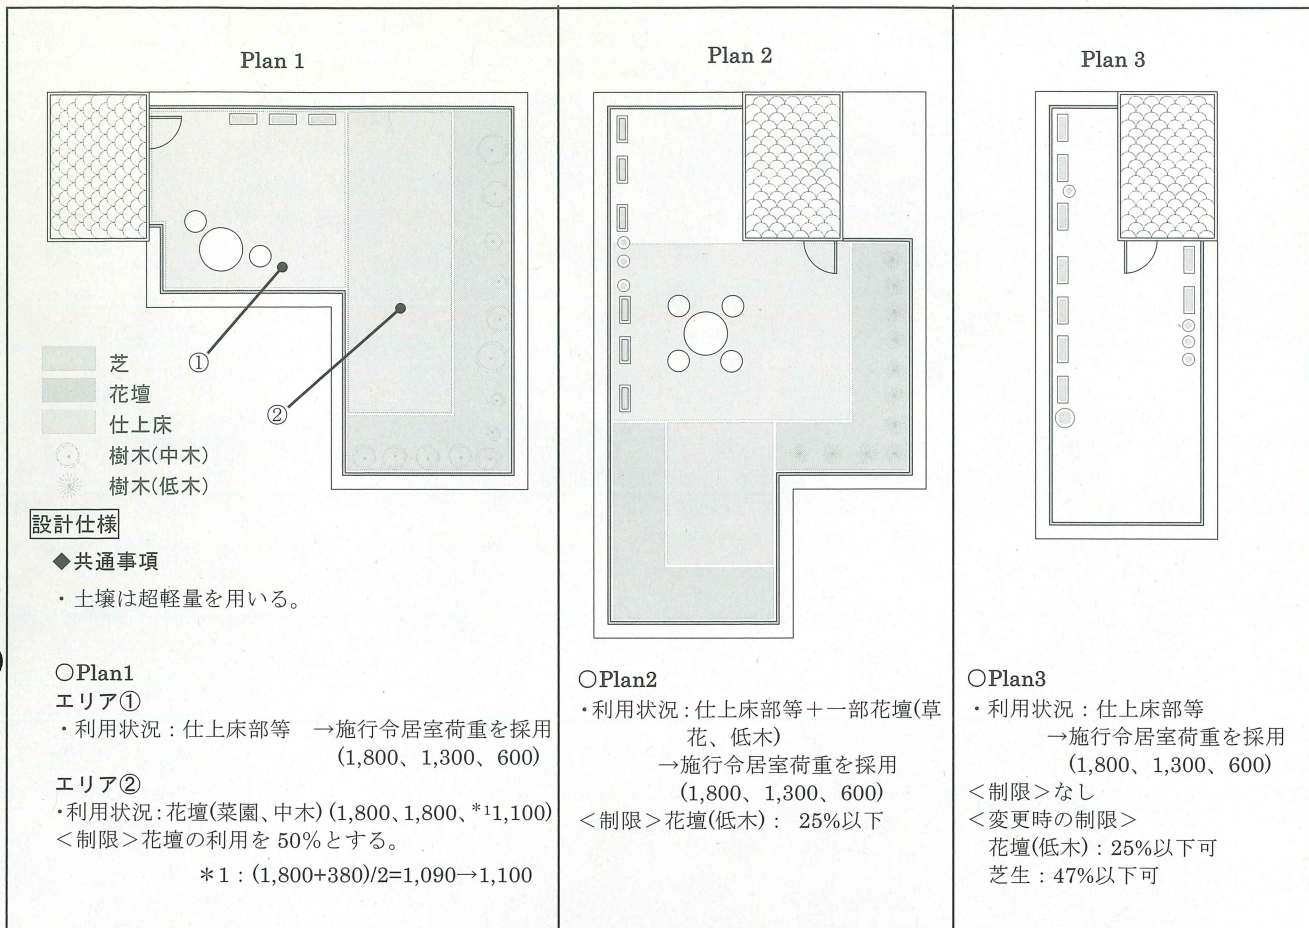 Plan 1
①
②
芝
花壇
仕上床
樹木(中木)
樹木(低木)
設計仕様
◆共通事項
・土壌は超軽量を用いる。
○Plan1
エリア①
・利用状況：仕上床部等　→施行令居室荷重を採用
(1,800、1,300、600)
エリア②
・利用状況：花壇(菜園、中木) (1,800、1,800、*11,100)
＜制限＞花壇の利用を 50%とする。
＊1：(1,800+380)/2=1,090→1,100
Plan 2
○Plan2
・利用状況：仕上床部等＋一部花壇(草
花、低木)
→施行令居室荷重を採用
(1,800、1,300、600)
＜制限＞花壇(低木)： 25%以下
Plan 3
○Plan3
・利用状況：仕上床部等
→施行令居室荷重を採用
(1,800、1,300、600)
＜制限＞なし
＜変更時の制限＞
花壇(低木)：25%以下可
芝生：47%以下可